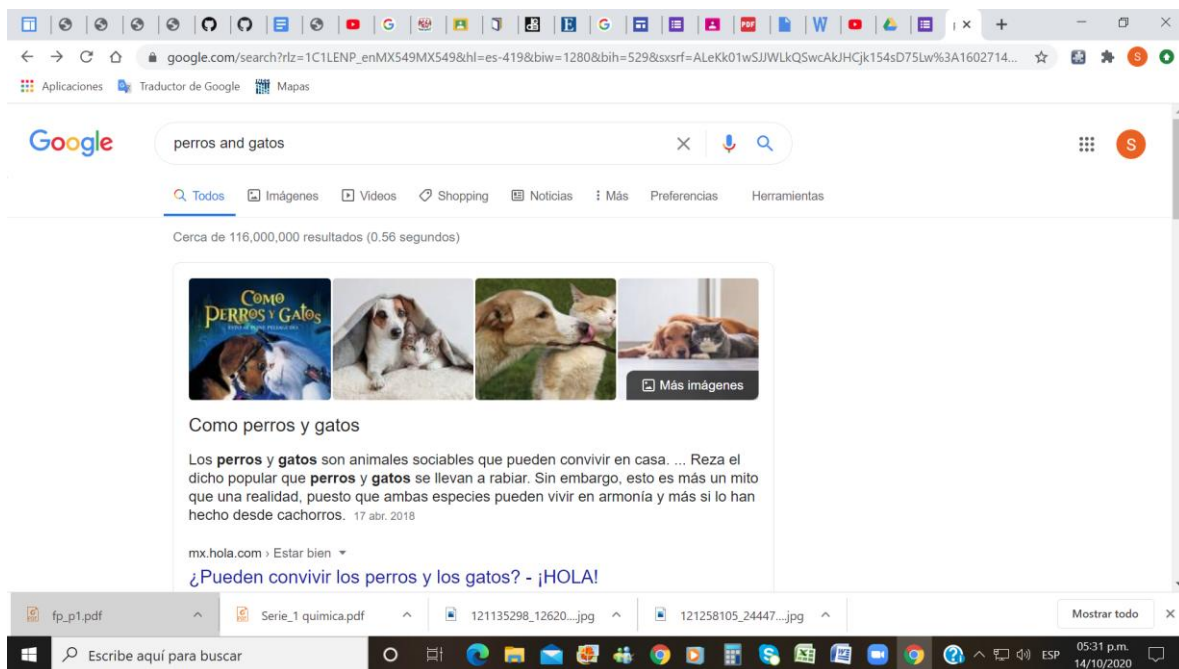 google.com/search?rlz=1C1LENP_enMX549MX549&hl=es-419&biw=1280&bih=529&sxsrf=ALeKk01wSJJWLkQSwcAkJHCjk154sD75Lw%3A1602714...
Aplicaciones Traductor de Google Mapas
Google perros and gatos S
Todos Imágenes Videos Shopping Noticias Más Preferencias Herramientas
Cerca de 116,000,000 resultados (0.56 segundos)
COMO
PERROS Y GATOS
Más imágenes
Como perros y gatos
Los perros y gatos son animales sociables que pueden convivir en casa. ... Reza el
dicho popular que perros y gatos se llevan a rabiar. Sin embargo, esto es más un mito
que una realidad, puesto que ambas especies pueden vivir en armonía y más si lo han
hecho desde cachorros. 17 abr. 2018
mx.hola.com › Estar bien
¿Pueden convivir los perros y los gatos? - ¡HOLA!
fp_p1.pdf Serie_1 quimica.pdf 121135298_12620....jpg 121258105_24447....jpg Mostrar todo
Escribe aquí para buscar ESP 05:31 p.m.
14/10/2020